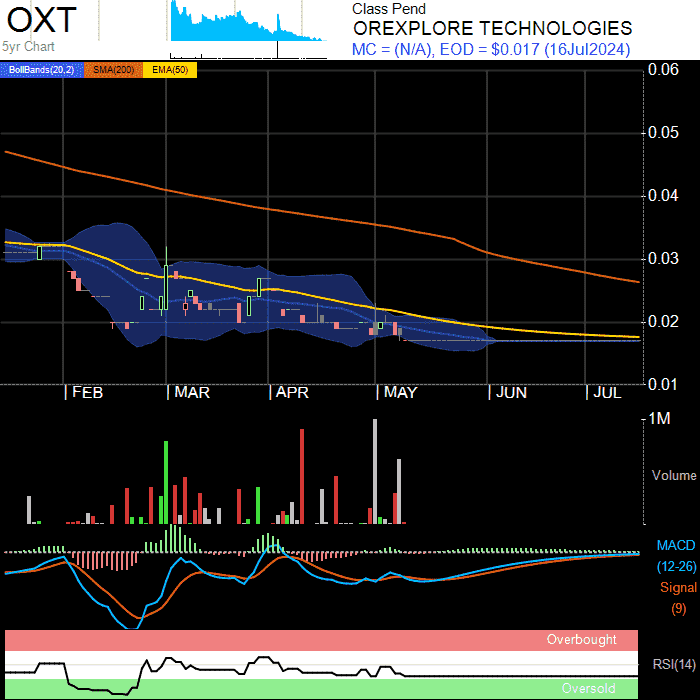 OXT
5yr Chart
Class Pend
OREXPLORE TECHNOLOGIES
MC = (N/A), EOD = $0.017 (16Jul2024)
BollBands(20,2) SMA(200) EMA(50)
0.06
0.05
0.04
0.03
0.02
0.01
FEB MAR APR MAY JUN JUL
1M
Volume
MACD
(12-26)
Signal
(9)
Overbought
RSI(14)
Oversold